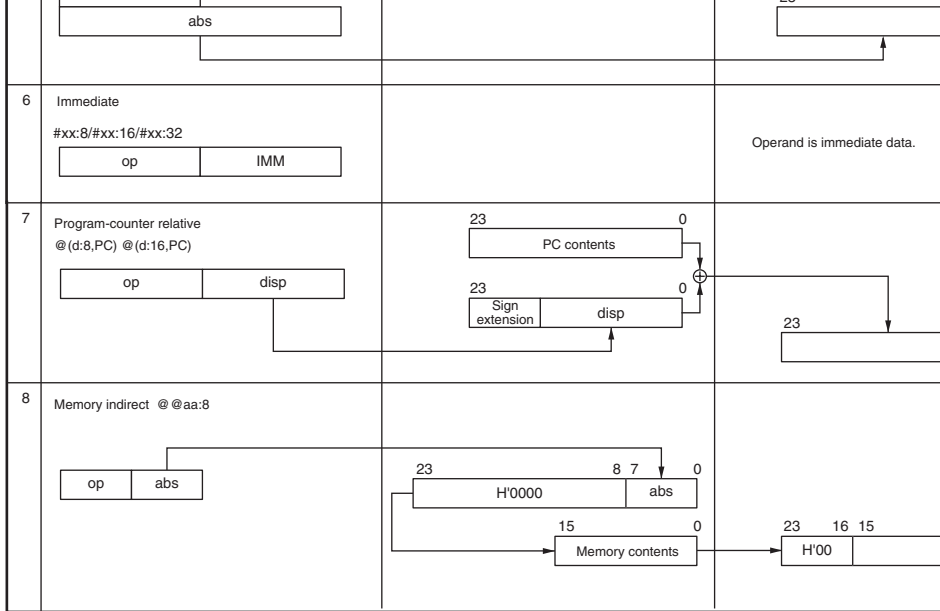 23
abs
6 Immediate
#xx:8/#xx:16/#xx:32
op IMM
Operand is immediate data.
7 Program-counter relative
@(d:8,PC) @(d:16,PC)
op disp
23 0
PC contents
23 0
Sign extension disp
23
8 Memory indirect @@aa:8
op abs
23 8 7 0
H'0000 abs
15 0
Memory contents
23 16 15
H'00